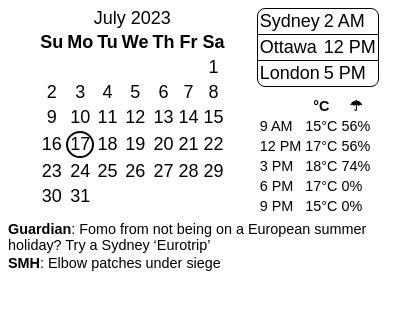 July 2023
Su Mo Tu We Th Fr Sa
1
2 3 4 5 6 7 8
9 10 11 12 13 14 15
16 17 18 19 20 21 22
23 24 25 26 27 28 29
30 31
Sydney 2 AM
Ottawa 12 PM
London 5 PM
°C ☂
9 AM 15°C 56%
12 PM 17°C 56%
3 PM 18°C 74%
6 PM 17°C 0%
9 PM 15°C 0%
Guardian: Fomo from not being on a European summer
holiday? Try a Sydney ‘Eurotrip’
SMH: Elbow patches under siege